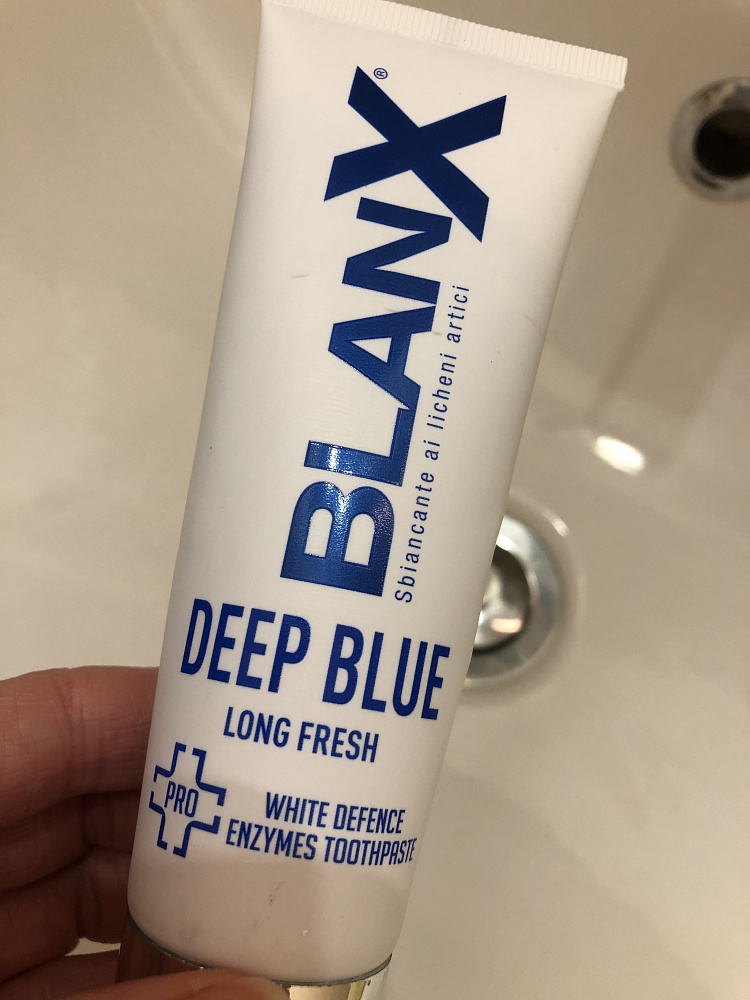 BLANX®
Sbiancante ai licheni artici
DEEP BLUE
LONG FRESH
PRO
WHITE DEFENCE
ENZYMES TOOTHPASTE